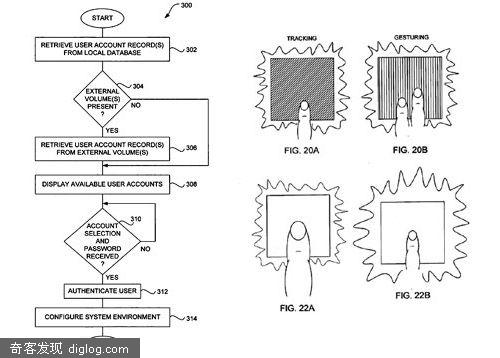 START
300
RETRIEVE USER ACCOUNT RECORD(S)
FROM LOCAL DATABASE
302
EXTERNAL
VOLUME(S)
PRESENT
?
304
NO
YES
RETRIEVE USER ACCOUNT RECORD(S)
FROM EXTERNAL VOLUME(S)
306
DISPLAY AVAILABLE USER ACCOUNTS
308
ACCOUNT
SELECTION
AND
PASSWORD
RECEIVED
?
310
NO
YES
AUTHENTICATE USER
312
CONFIGURE SYSTEM ENVIRONMENT
314
TRACKING
GESTURING
FIG. 20A
FIG. 20B
FIG. 22A
FIG. 22B
奇客发现 diglog.com